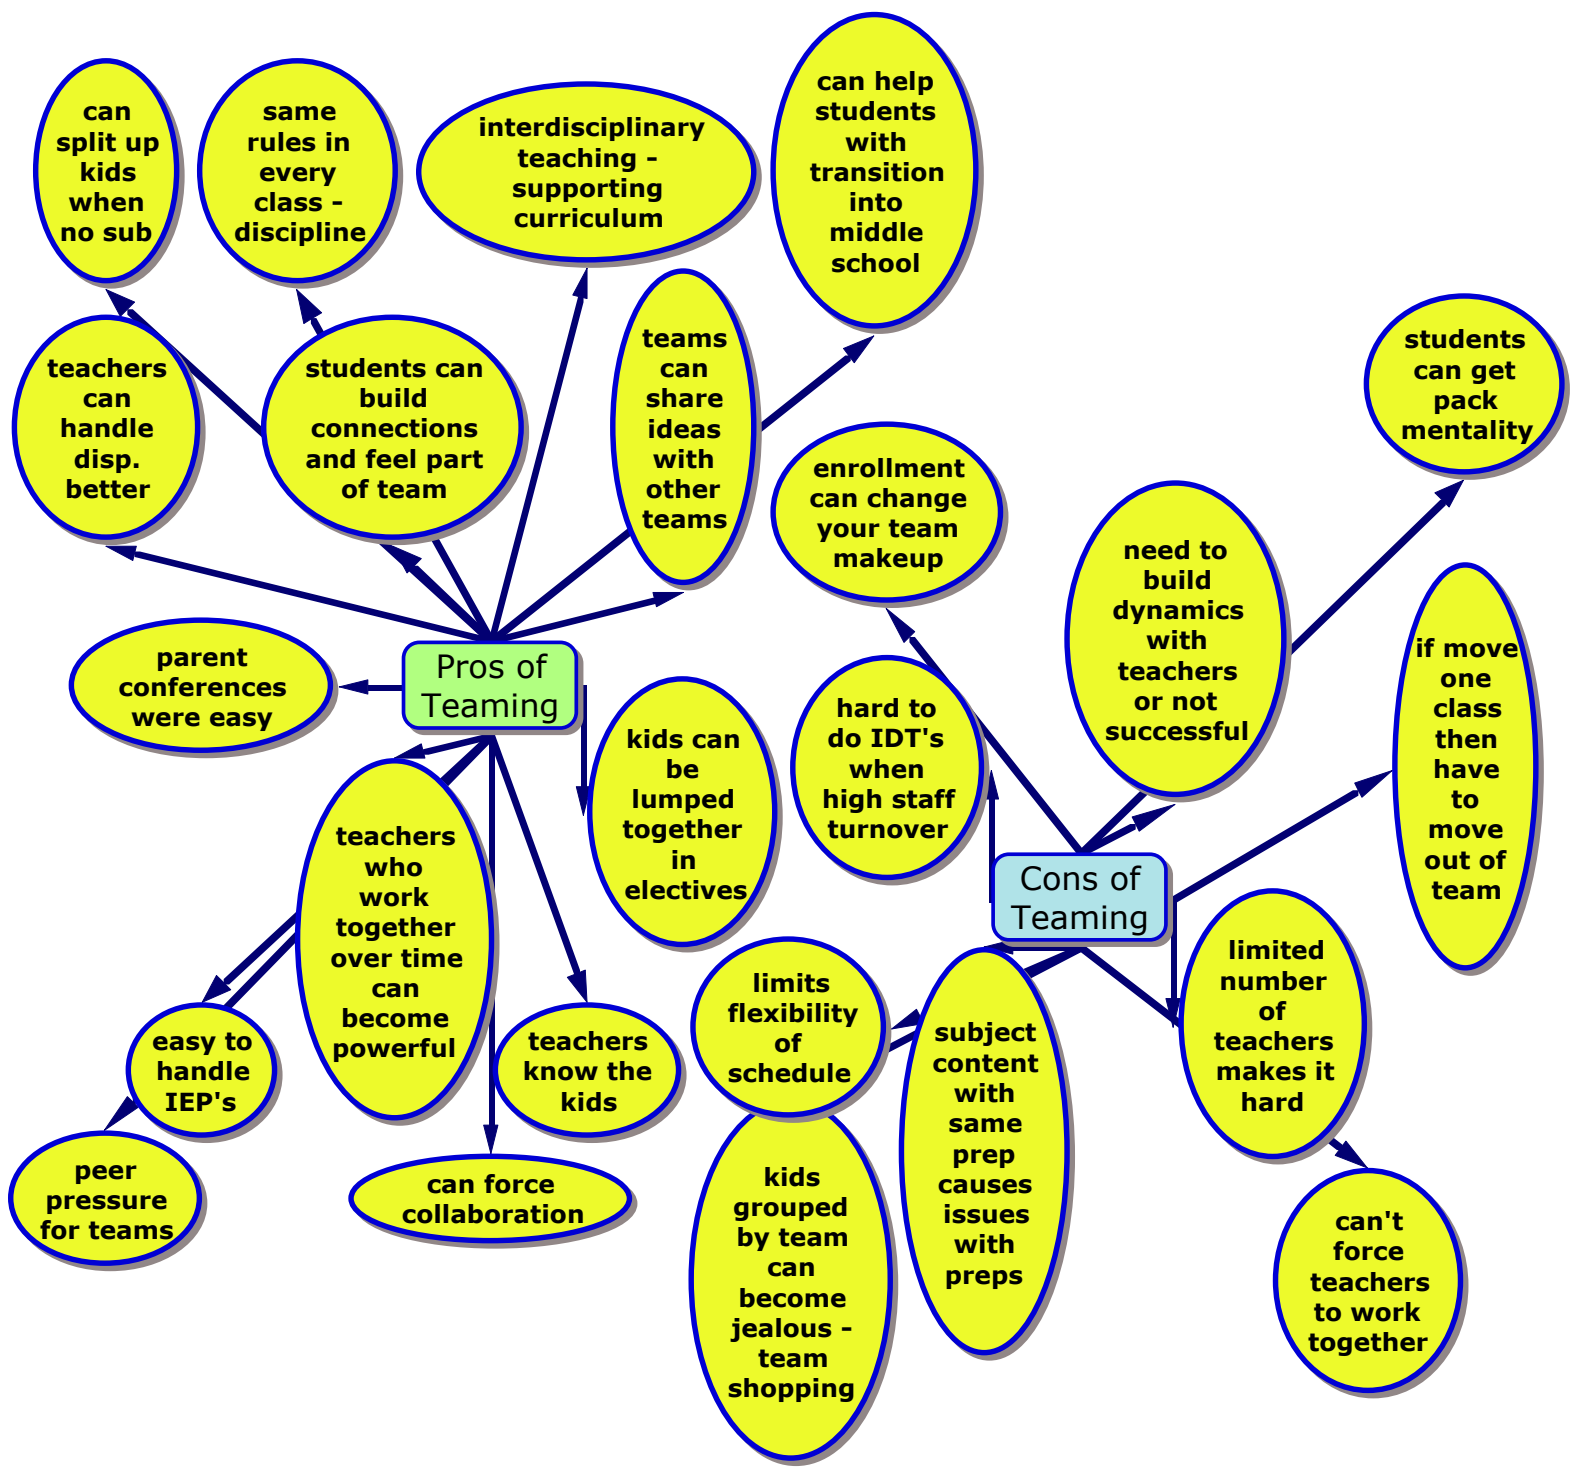 can
split up
kids
when
no sub
same
rules in
every
class -
discipline
interdisciplinary
teaching -
supporting
curriculum
can help
students
with
transition
into
middle
school
teachers
can
handle
disp.
better
students can
build
connections
and feel part
of team
teams
can
share
ideas
with
other
teams
students
can get
pack
mentality
enrollment
can change
your team
makeup
need to
build
dynamics
with
teachers
or not
successful
parent
conferences
were easy
Pros of
Teaming
kids can
be
lumped
together
in
electives
hard to
do IDT's
when
high staff
turnover
if move
one
class
then
have
to
move
out of
team
teachers
who
work
together
over time
can
become
powerful
Cons of
Teaming
limits
flexibility
of
schedule
subject
content
with
same
prep
causes
issues
with
preps
limited
number
of
teachers
makes it
hard
easy to
handle
IEP's
teachers
know the
kids
peer
pressure
for teams
can force
collaboration
kids
grouped
by team
can
become
jealous -
team
shopping
can't
force
teachers
to work
together